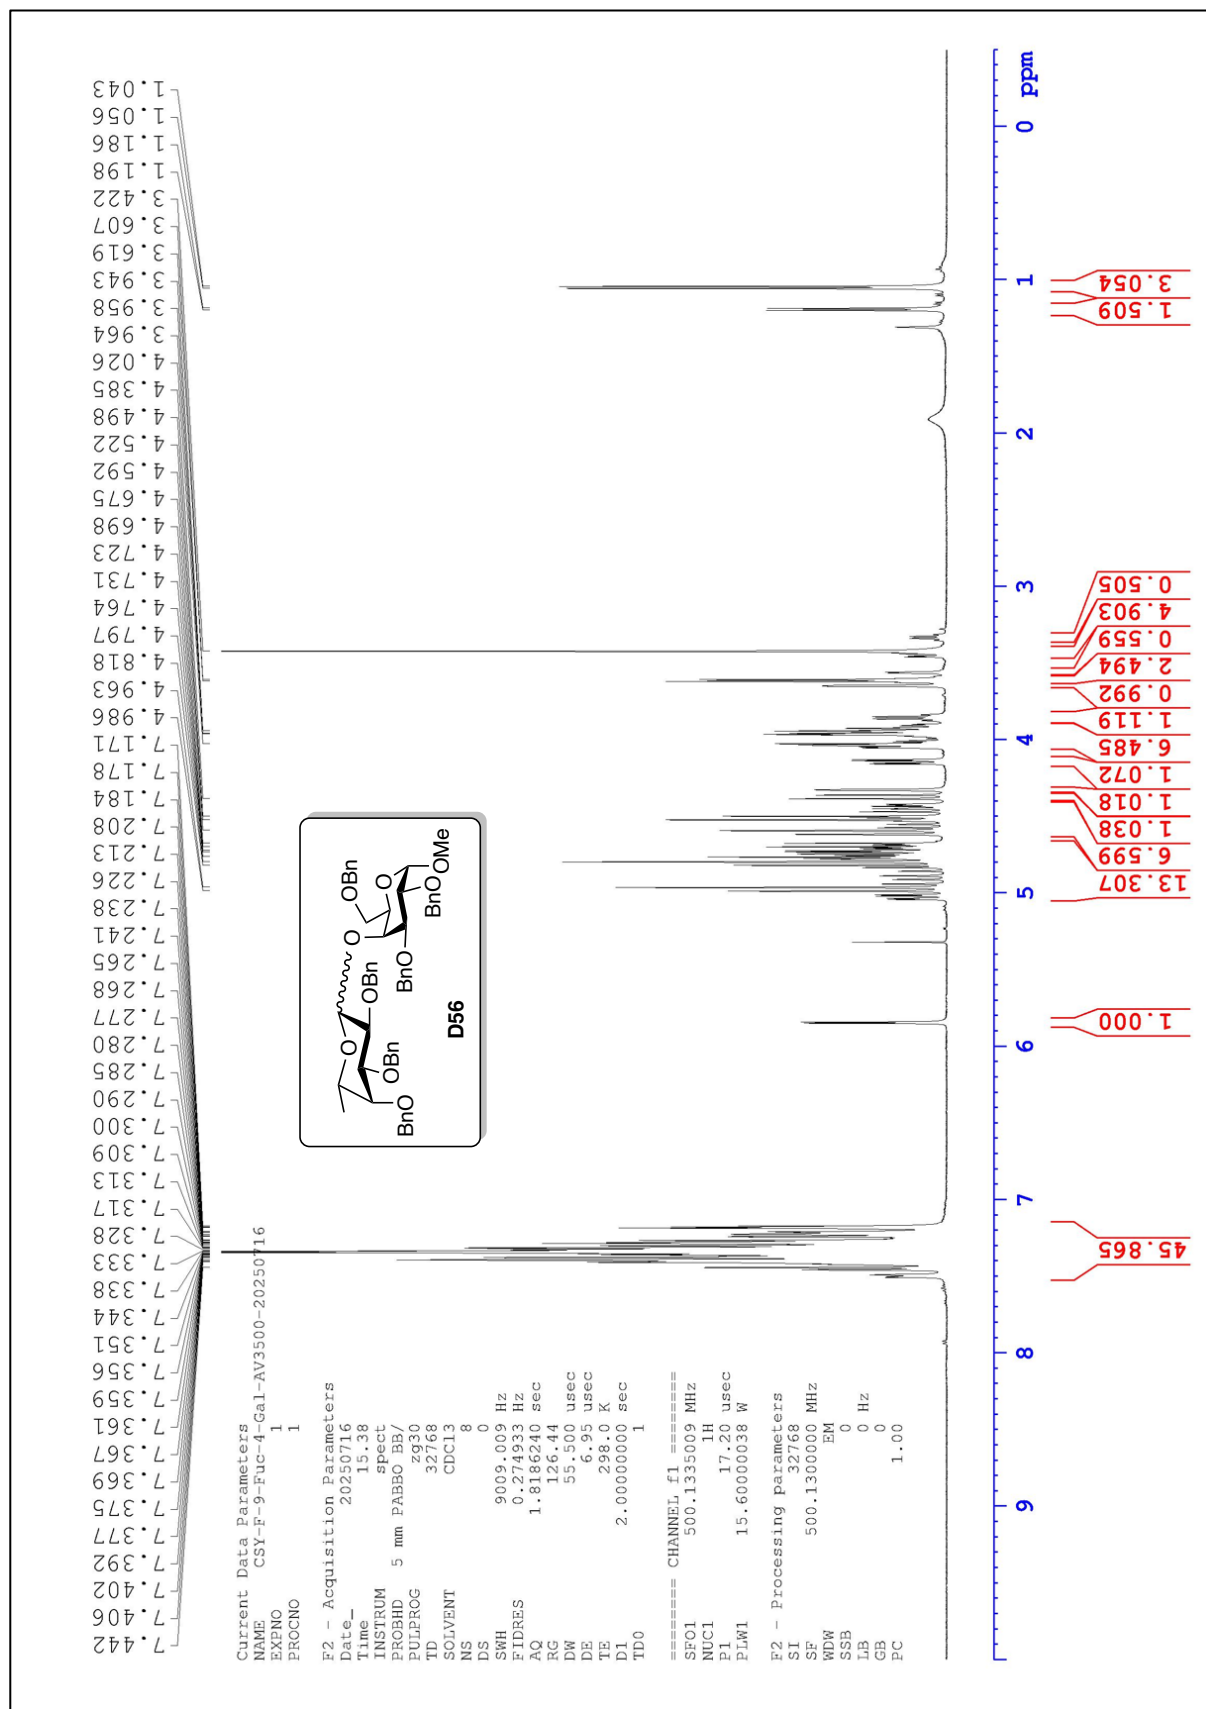 7.442
7.406
7.402
7.392
7.377
7.375
7.369
7.367
7.361
7.359
7.356
7.351
7.344
7.338
7.333
7.328
7.317
7.313
7.309
7.300
7.290
7.285
7.280
7.277
7.268
7.265
7.241
7.238
7.226
7.213
7.208
7.184
7.178
7.171
4.986
4.963
4.818
4.797
4.764
4.731
4.723
4.698
4.675
4.592
4.522
4.498
4.385
4.026
3.964
3.958
3.943
3.619
3.607
3.422
1.198
1.186
1.056
1.043
Current Data Parameters
NAME CSY-F-9-Fuc-4-Gal-AV3500-20250716
EXPNO 1
PROCNO 1
F2 - Acquisition Parameters
Date_ 20250716
Time 15.38
INSTRUM spect
PROBHD 5 mm PABBO BB/
PULPROG zg30
TD 32768
SOLVENT CDCl3
NS 8
DS 0
SWH 9009.009 Hz
FIDRES 0.274933 Hz
AQ 1.8186240 sec
RG 126.44
DW 55.500 usec
DE 6.95 usec
TE 298.0 K
D1 2.00000000 sec
TD0 1
======== CHANNEL f1 ========
SFO1 500.1335009 MHz
NUC1 1H
P1 17.20 usec
PLW1 15.60000038 W
F2 - Processing parameters
SI 32768
SF 500.1300000 MHz
WDW EM
SSB 0
LB 0 Hz
GB 0
PC 1.00
OBn
O
O
OMe
BnO
BnO
O
OBn
OBn
BnO
D56
9 8 7 6 5 4 3 2 1 0 ppm
45.865
1.000
13.307
6.599
1.038
1.018
1.072
6.485
1.119
0.992
2.494
0.559
4.903
0.505
1.509
3.054